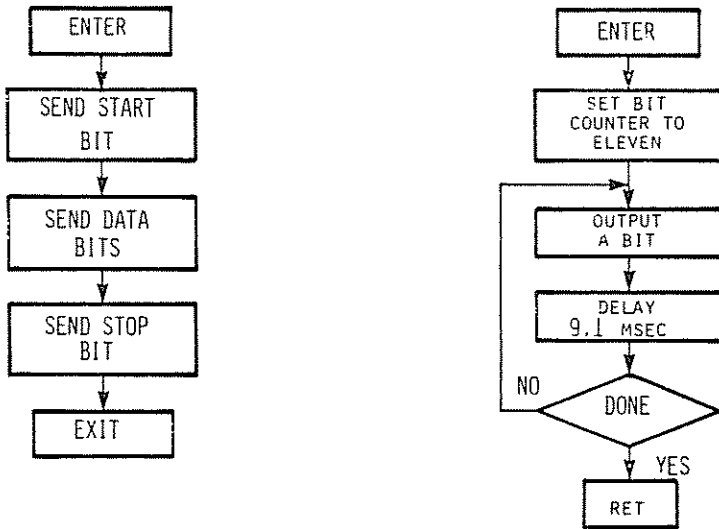 ENTER
SEND START
BIT
SEND DATA
BITS
SEND STOP
BIT
EXIT
ENTER
SET BIT
COUNTER TO
ELEVEN
OUTPUT
A BIT
DELAY
9.1 MSEC
NO
DONE
YES
RET